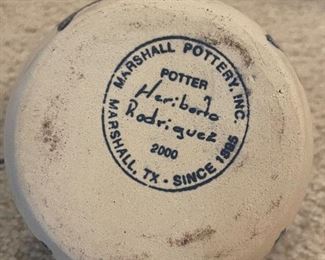 MARSHALL POTTERY, INC.
POTTER
Heriberto
Rodriguez
2000
MARSHALL, TX. - SINCE 1895